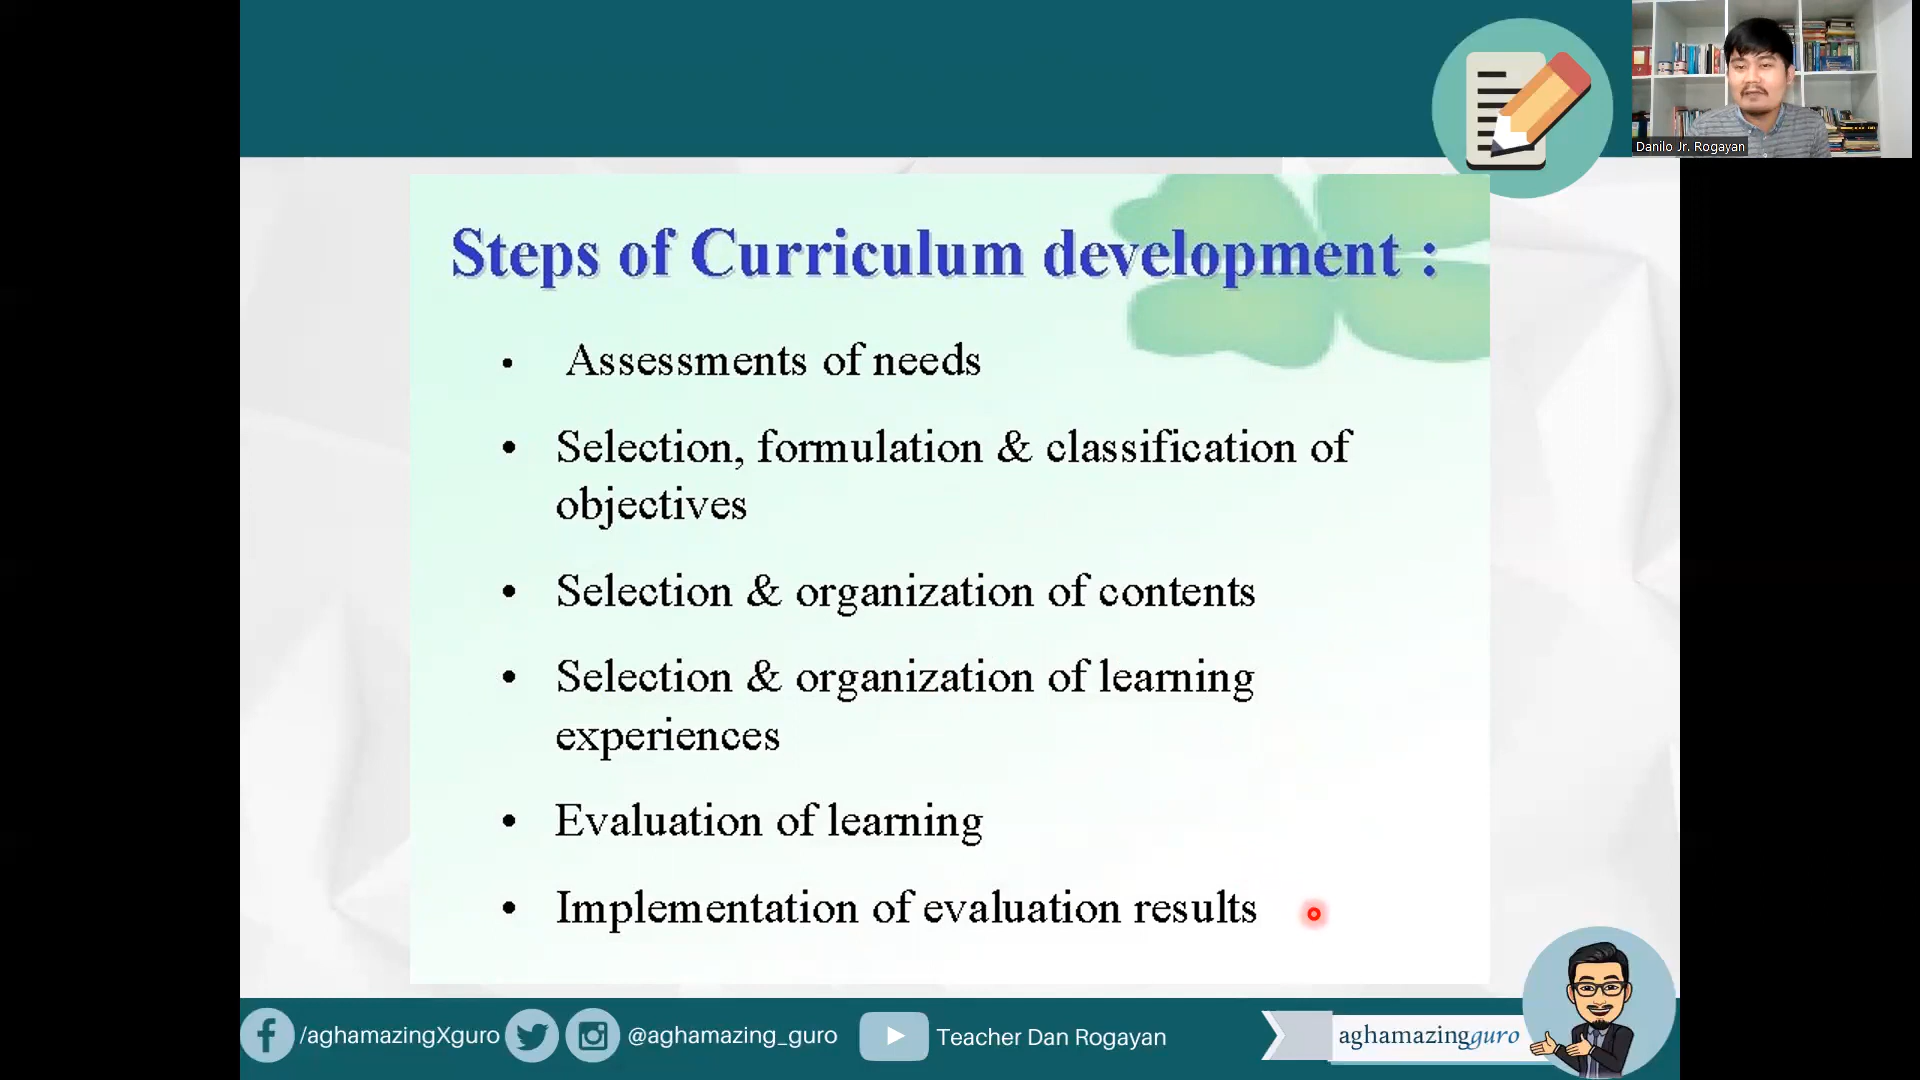 Danilo Jr. Rogayan
Steps of Curriculum development :
• Assessments of needs
• Selection, formulation & classification of
objectives
• Selection & organization of contents
• Selection & organization of learning
experiences
• Evaluation of learning
• Implementation of evaluation results
/aghamazingXguro @aghamazing_guro Teacher Dan Rogayan aghamazingguro